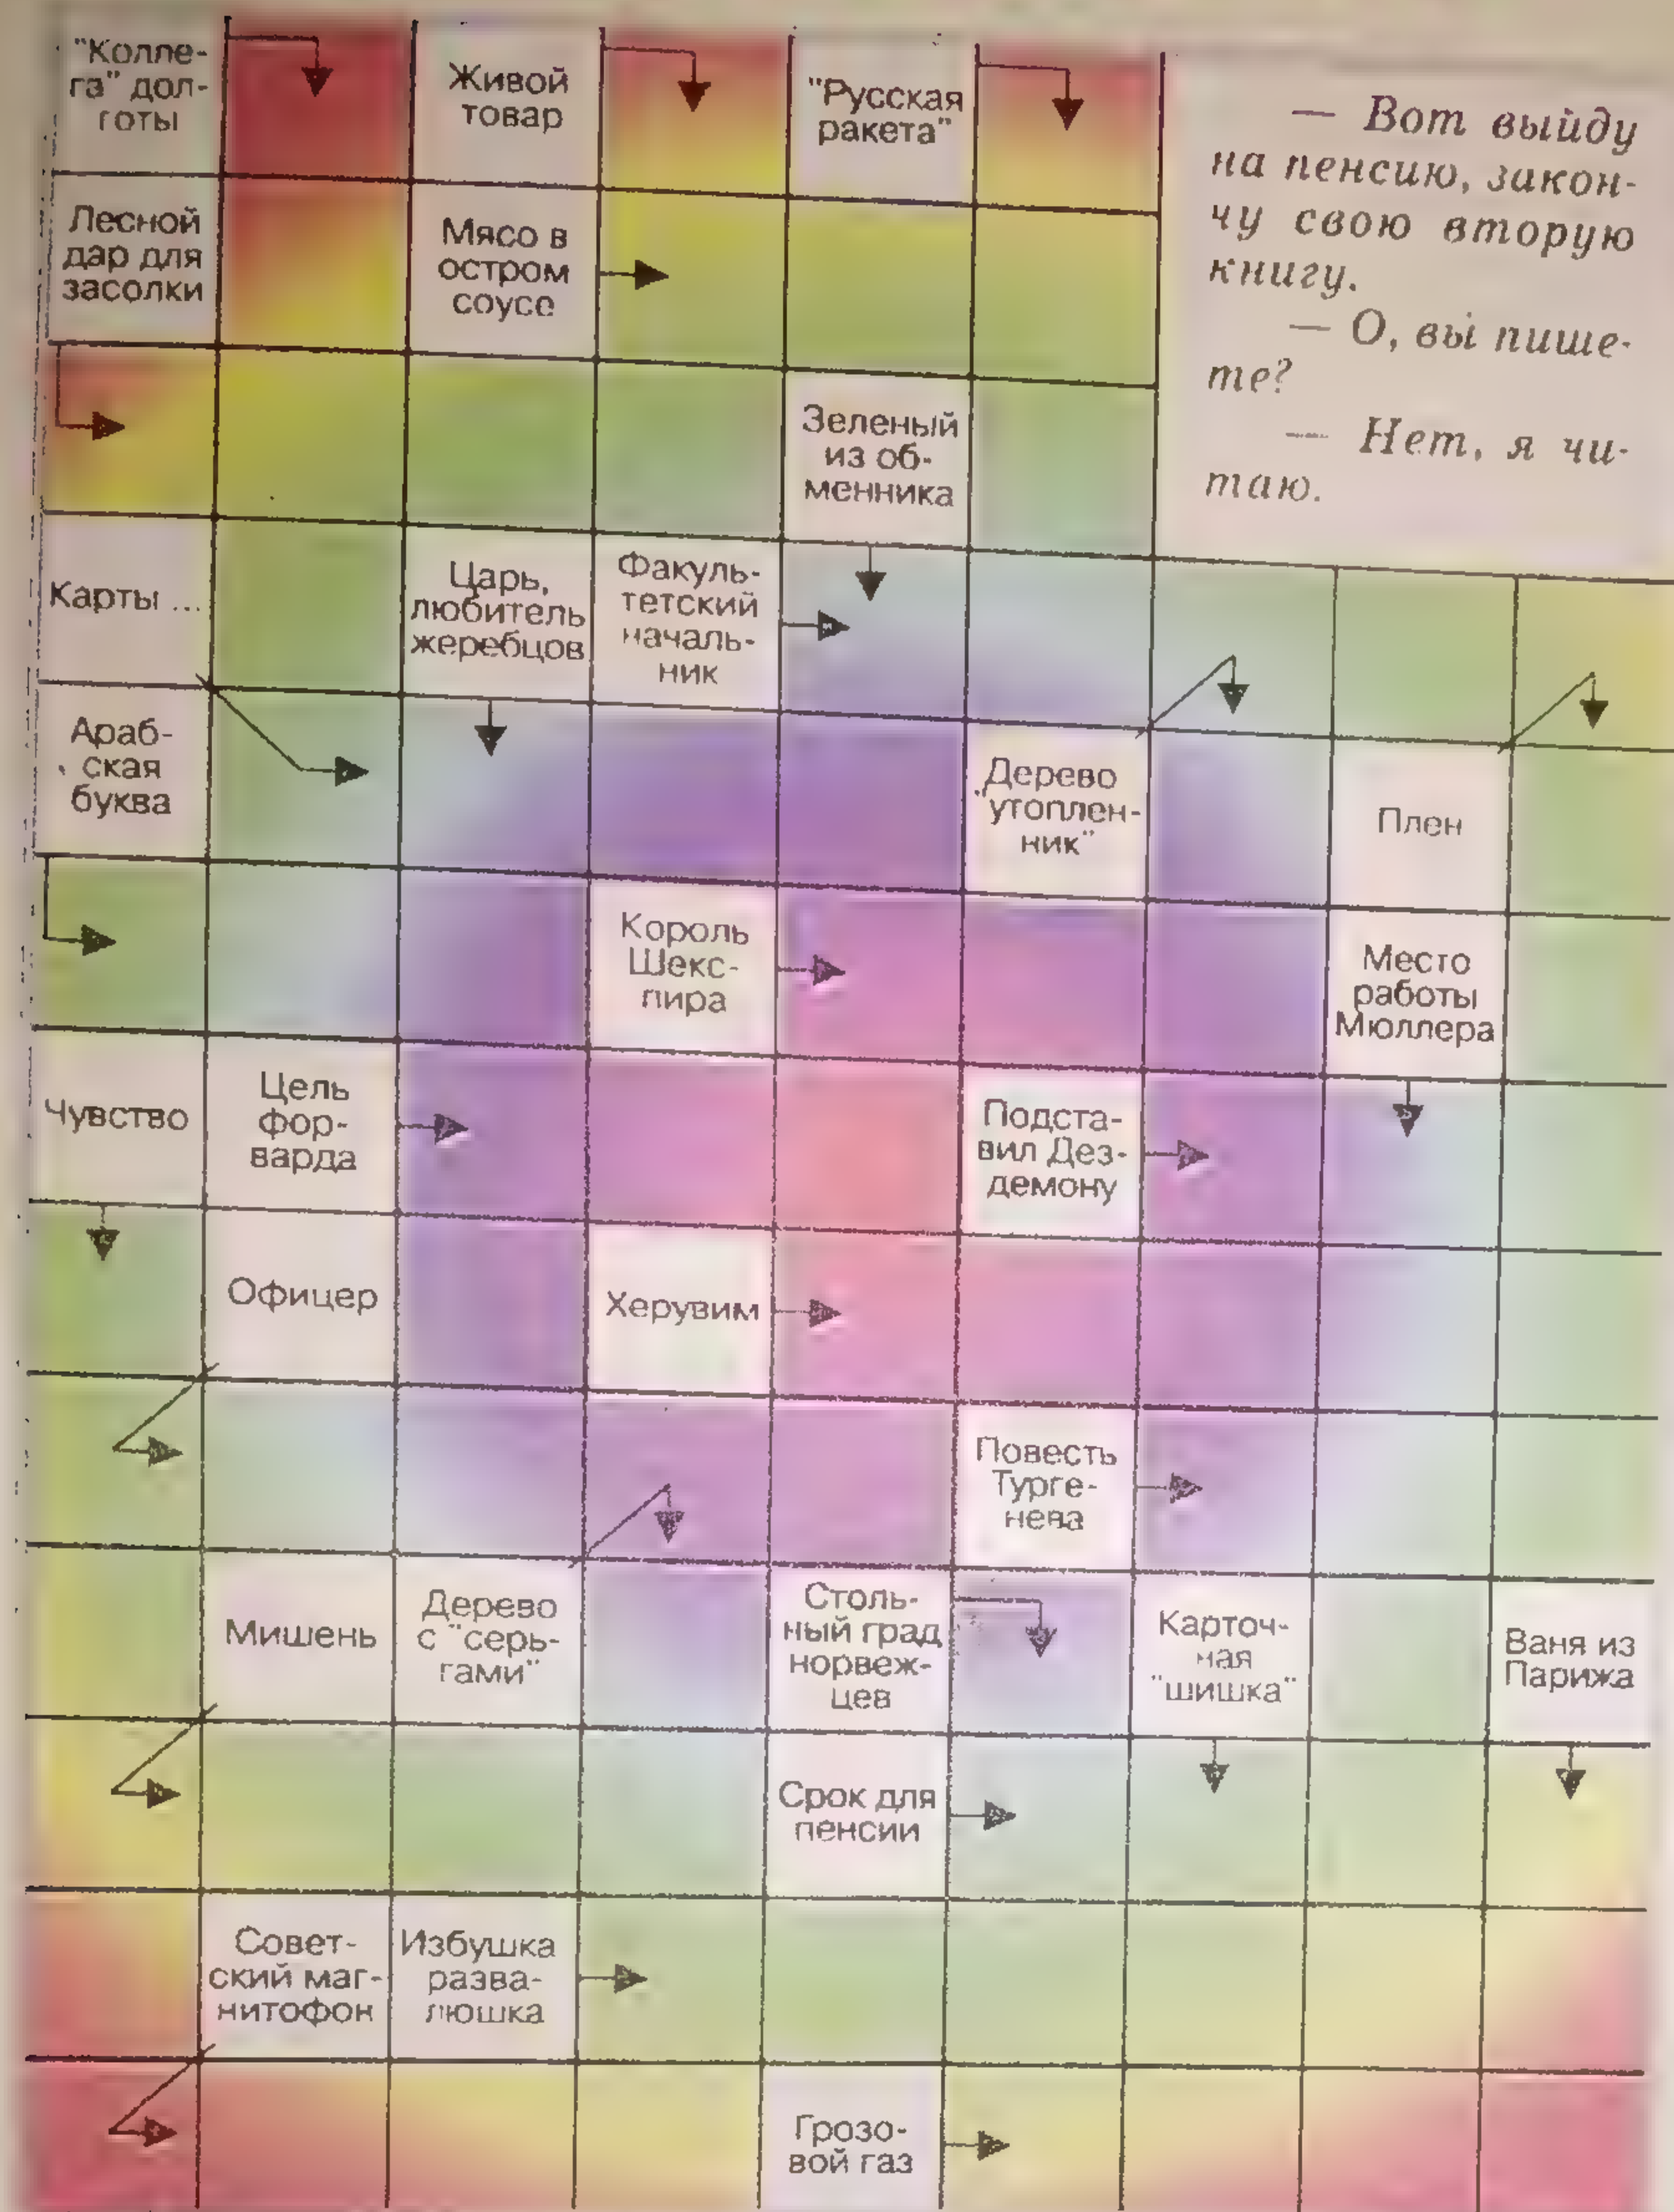 "Колле-
га" дол-
готы
Живой
товар
"Русская
ракета"
— Вот выйду
на пенсию, закон-
чу свою вторую
книгу.
— О, вы пише-
те?
— Нет, я чи-
таю.
Лесной
дар для
засолки
Мясо в
остром
соусе
Зеленый
из об-
менника
Карты ...
Царь,
любитель
жеребцов
Факуль-
тетский
началь-
ник
Араб-
ская
буква
Дерево
"утоплен-
ник"
Плен
Король
Шекс-
пира
Место
работы
Мюллера
Чувство
Цель
фор-
варда
Подста-
вил Дез-
демону
Офицер
Херувим
Повесть
Турге-
нева
Мишень
Дерево
с "серь-
гами"
Столь-
ный град
норвеж-
цев
Карточ-
ная
"шишка"
Ваня из
Парижа
Срок для
пенсии
Совет-
ский маг-
нитофон
Избушка
разва-
люшка
Грозо-
вой газ